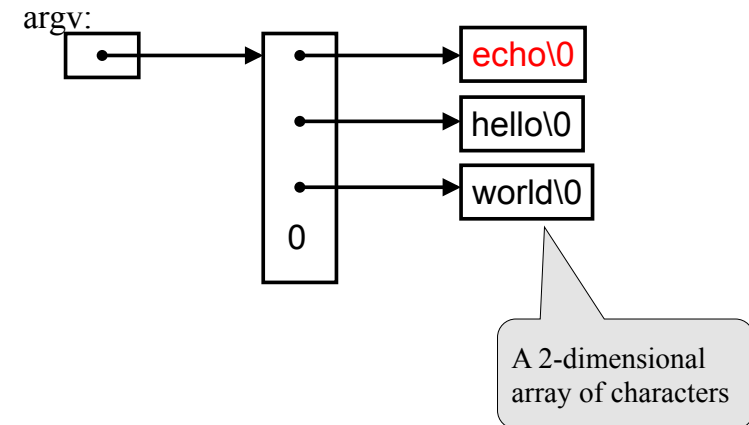 argv:
echo\0
hello\0
world\0
0
A 2-dimensional
array of characters